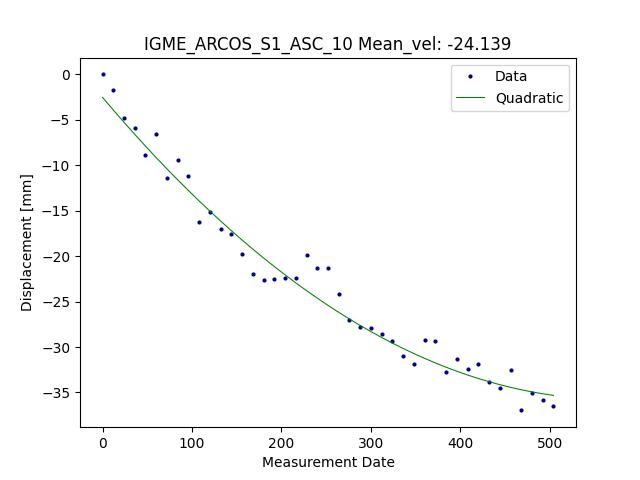 IGME_ARCOS_S1_ASC_10 Mean_vel: -24.139
Data
Quadratic
0
−5
−10
−15
−20
−25
−30
−35
Displacement [mm]
0 100 200 300 400 500
Measurement Date